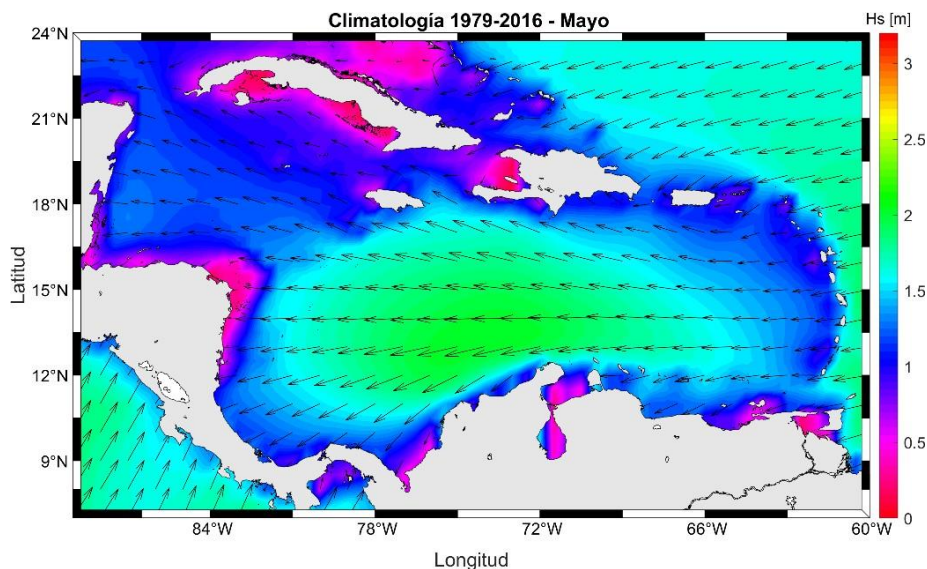 Climatología 1979-2016 - Mayo
Hs [m]
24°N
21°N
18°N
15°N
12°N
9°N
Latitud
84°W
78°W
72°W
66°W
60°W
Longitud
3
2.5
2
1.5
1
0.5
0